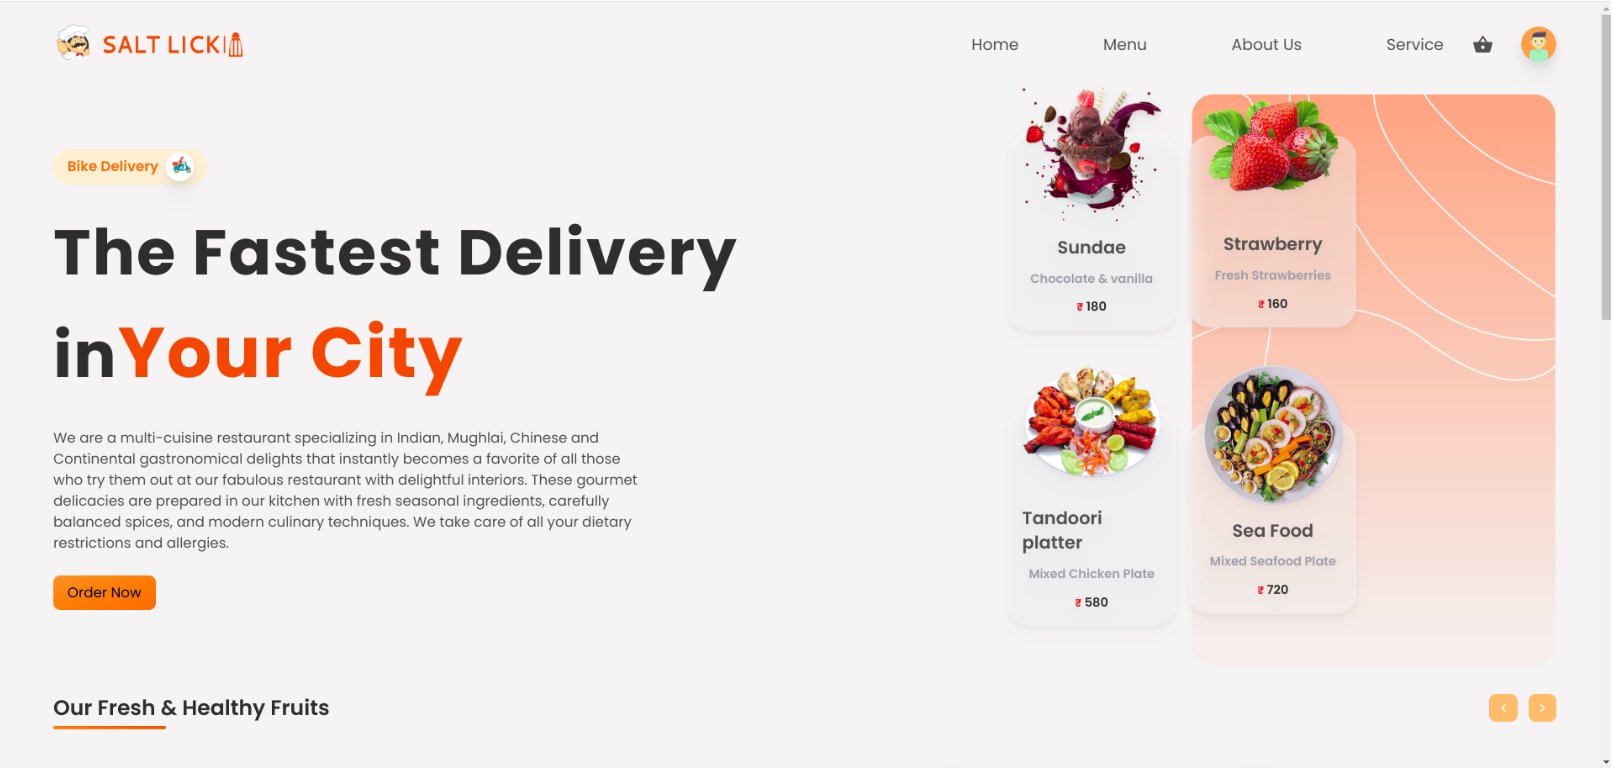 SALT LICK
Home
Menu
About Us
Service
Bike Delivery
The Fastest Delivery
inYour City
We are a multi-cuisine restaurant specializing in Indian, Mughlai, Chinese and
Continental gastronomical delights that instantly becomes a favorite of all those
who try them out at our fabulous restaurant with delightful interiors. These gourmet
delicacies are prepared in our kitchen with fresh seasonal ingredients, carefully
balanced spices, and modern culinary techniques. We take care of all your dietary
restrictions and allergies.
Order Now
Sundae
Chocolate & vanilla
₹ 180
Strawberry
Fresh Strawberries
₹ 160
Tandoori
platter
Mixed Chicken Plate
₹ 580
Sea Food
Mixed Seafood Plate
₹ 720
Our Fresh & Healthy Fruits